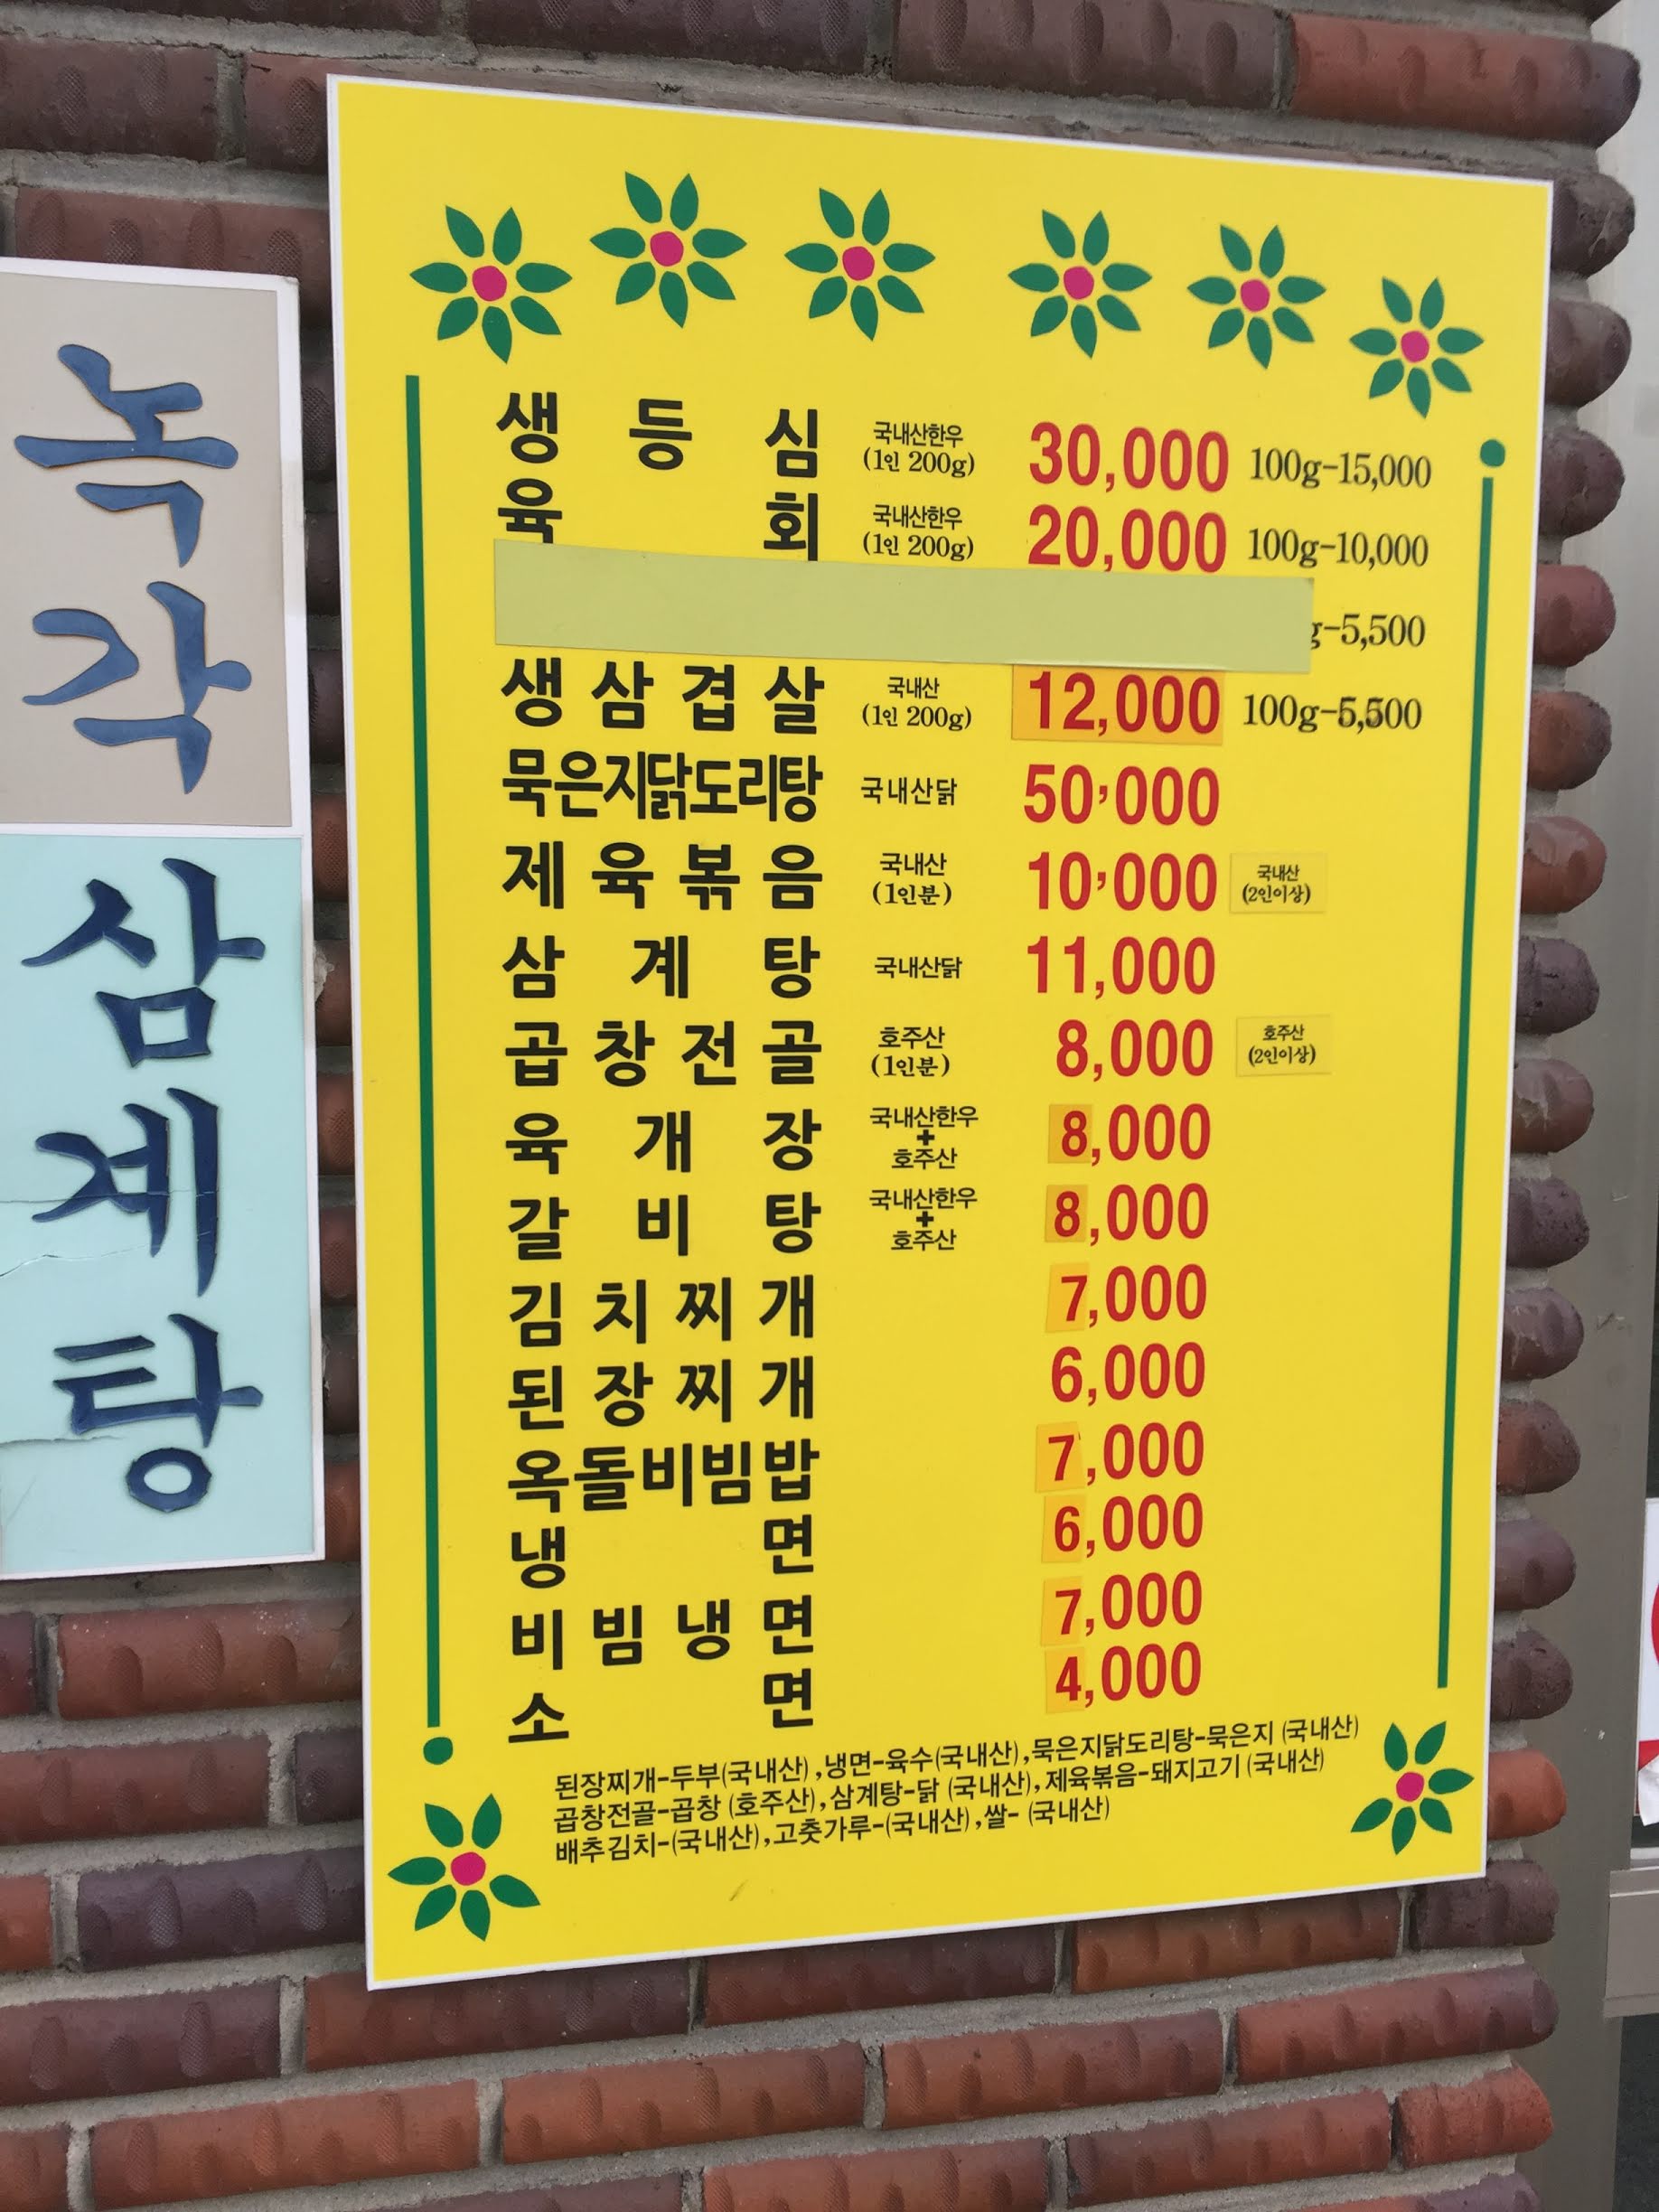 녹각
삼계탕
생등심 국내산한우 (1인 200g) 30,000 100g-15,000
육회 국내산한우 (1인 200g) 20,000 100g-10,000
-5,500
생삼겹살 국내산 (1인 200g) 12,000 100g-5,500
묵은지닭도리탕 국내산닭 50,000
제육볶음 국내산 (1인분) 10,000 국내산 (2인이상)
삼계탕 국내산닭 11,000
곱창전골 호주산 (1인분) 8,000 호주산 (2인이상)
육개장 국내산한우 + 호주산 8,000
갈비탕 국내산한우 + 호주산 8,000
김치찌개 7,000
된장찌개 6,000
옥돌비빔밥 7,000
냉면 6,000
비빔냉면 7,000
소면 4,000
된장찌개-두부(국내산),냉면-육수(국내산),묵은지닭도리탕-묵은지 (국내산)
곱창전골-곱창 (호주산),삼계탕-닭 (국내산),제육볶음-돼지고기 (국내산)
배추김치-(국내산),고춧가루-(국내산),쌀- (국내산)